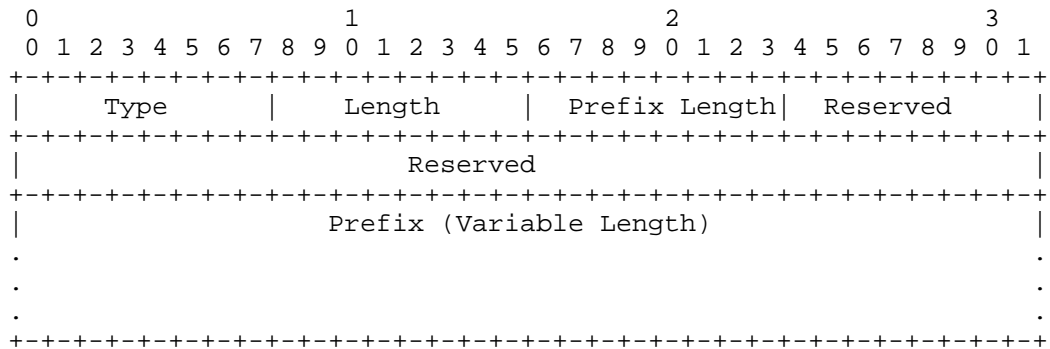 0                   1                   2                   3
 0 1 2 3 4 5 6 7 8 9 0 1 2 3 4 5 6 7 8 9 0 1 2 3 4 5 6 7 8 9 0 1
+-+-+-+-+-+-+-+-+-+-+-+-+-+-+-+-+-+-+-+-+-+-+-+-+-+-+-+-+-+-+-+-+
|     Type      |    Length     |  Prefix Length|  Reserved     |
+-+-+-+-+-+-+-+-+-+-+-+-+-+-+-+-+-+-+-+-+-+-+-+-+-+-+-+-+-+-+-+-+
|                        Reserved                               |
+-+-+-+-+-+-+-+-+-+-+-+-+-+-+-+-+-+-+-+-+-+-+-+-+-+-+-+-+-+-+-+-+
|                   Prefix (Variable Length)                    |
.                                                               .
.                                                               .
.                                                               .
+-+-+-+-+-+-+-+-+-+-+-+-+-+-+-+-+-+-+-+-+-+-+-+-+-+-+-+-+-+-+-+-+